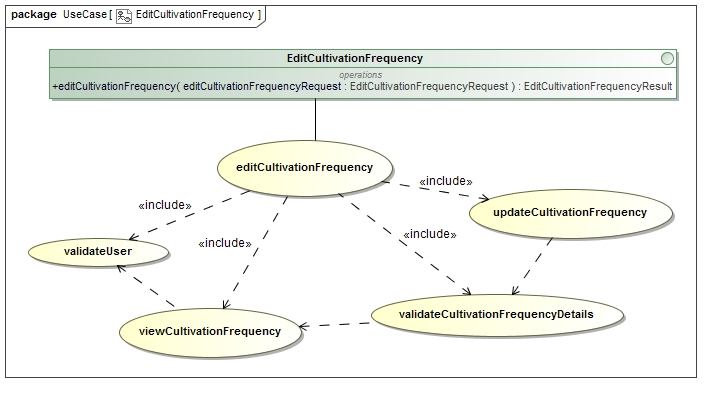 package UseCase [ EditCultivationFrequency ]
EditCultivationFrequency
operations
+editCultivationFrequency( editCultivationFrequencyRequest : EditCultivationFrequencyRequest ) : EditCultivationFrequencyResult
editCultivationFrequency
«include»
«include»
updateCultivationFrequency
«include»
«include»
validateUser
validateCultivationFrequencyDetails
viewCultivationFrequency